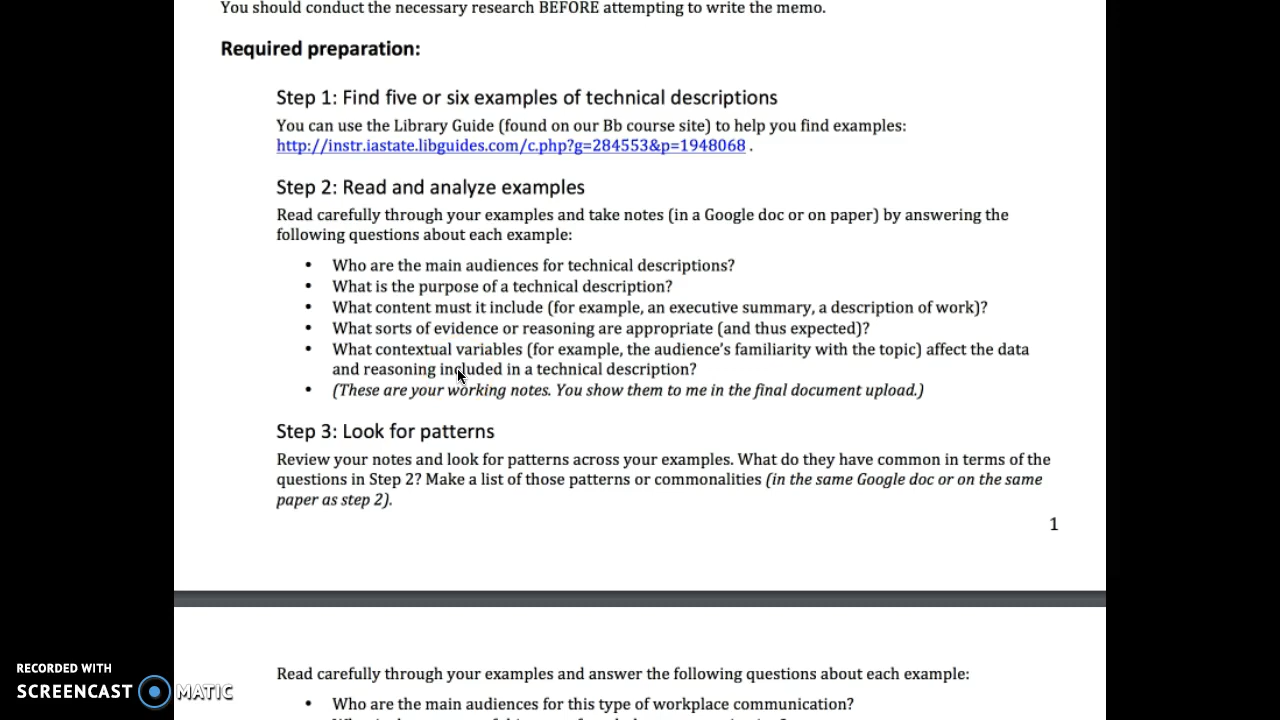 You should conduct the necessary research BEFORE attempting to write the memo.
Required preparation:
Step 1: Find five or six examples of technical descriptions
You can use the Library Guide (found on our Bb course site) to help you find examples:
http://instr.iastate.libguides.com/c.php?g=284553&p=1948068 .
Step 2: Read and analyze examples
Read carefully through your examples and take notes (in a Google doc or on paper) by answering the
following questions about each example:
• Who are the main audiences for technical descriptions?
• What is the purpose of a technical description?
• What content must it include (for example, an executive summary, a description of work)?
• What sorts of evidence or reasoning are appropriate (and thus expected)?
• What contextual variables (for example, the audience's familiarity with the topic) affect the data
and reasoning included in a technical description?
• (These are your working notes. You show them to me in the final document upload.)
Step 3: Look for patterns
Review your notes and look for patterns across your examples. What do they have common in terms of the
questions in Step 2? Make a list of those patterns or commonalities (in the same Google doc or on the same
paper as step 2).
1
Read carefully through your examples and answer the following questions about each example:
• Who are the main audiences for this type of workplace communication?
RECORDED WITH
SCREENCAST MATIC